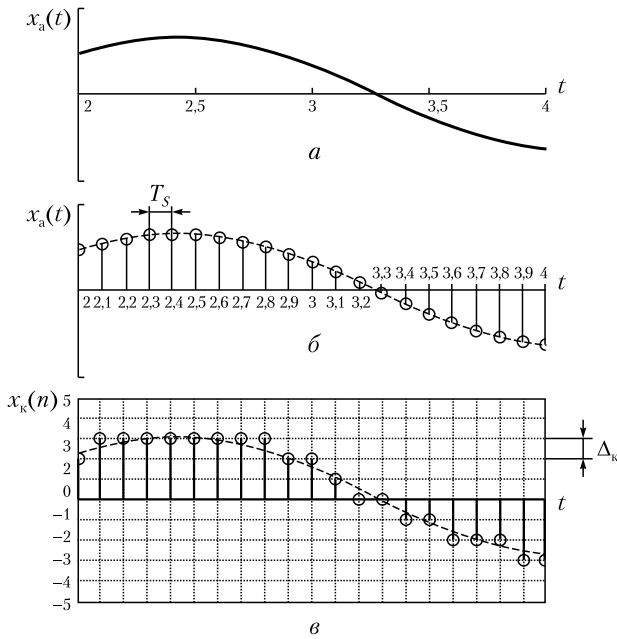 xₐ(t)
2 2,5 3 3,5 4 t
а
Tₛ
xₐ(t)
3,3 3,4 3,5 3,6 3,7 3,8 3,9 4 t
2 2,1 2,2 2,3 2,4 2,5 2,6 2,7 2,8 2,9 3 3,1 3,2
б
xк(n)
5
4
3
Δк
2
1
0
t
−1
−2
−3
−4
−5
в